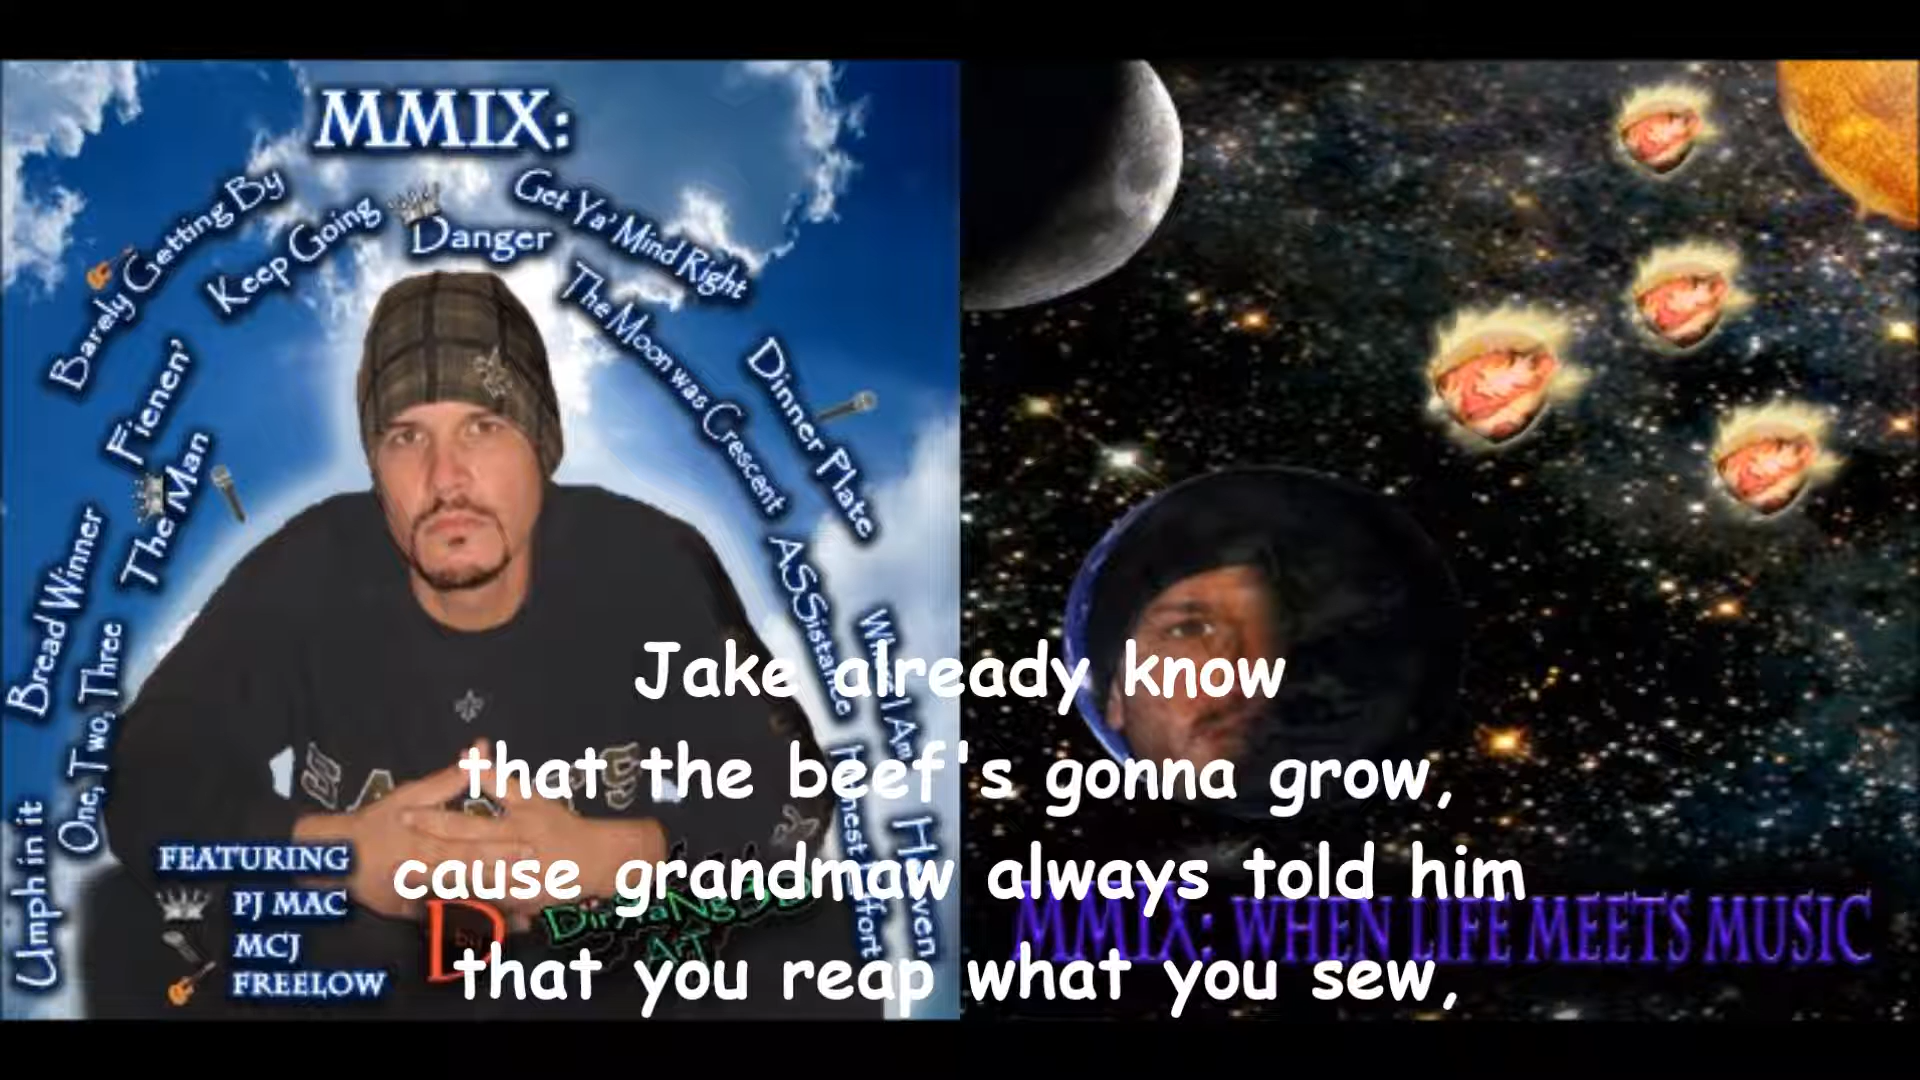 MMIX:
Barely Getting By
Keep Going
Danger
Get Ya' Mind Right
The Moon was Crescent
Dinner Plate
Fienen'
The Man
Bread Winner
One, Two, Three
Umph in it
ASSistance
Heaven
SAINTS
FEATURING
PJ MAC
MCJ
FREELOW
MMIX: WHEN LIFE MEETS MUSIC
Jake already know
that the beef's gonna grow,
cause grandmaw always told him
that you reap what you sew,